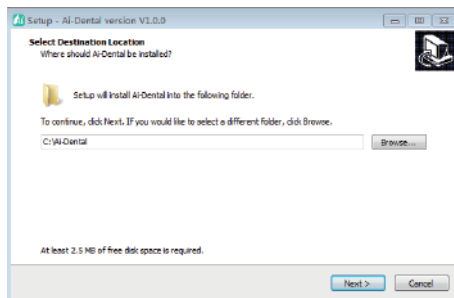 Setup - Ai-Dental version V1.0.0
Select Destination Location
Where should Ai-Dental be installed?
Setup will install Ai-Dental into the following folder.
To continue, click Next. If you would like to select a different folder, click Browse.
C:\Ai-Dental
Browse...
At least 2.5 MB of free disk space is required.
Next >
Cancel